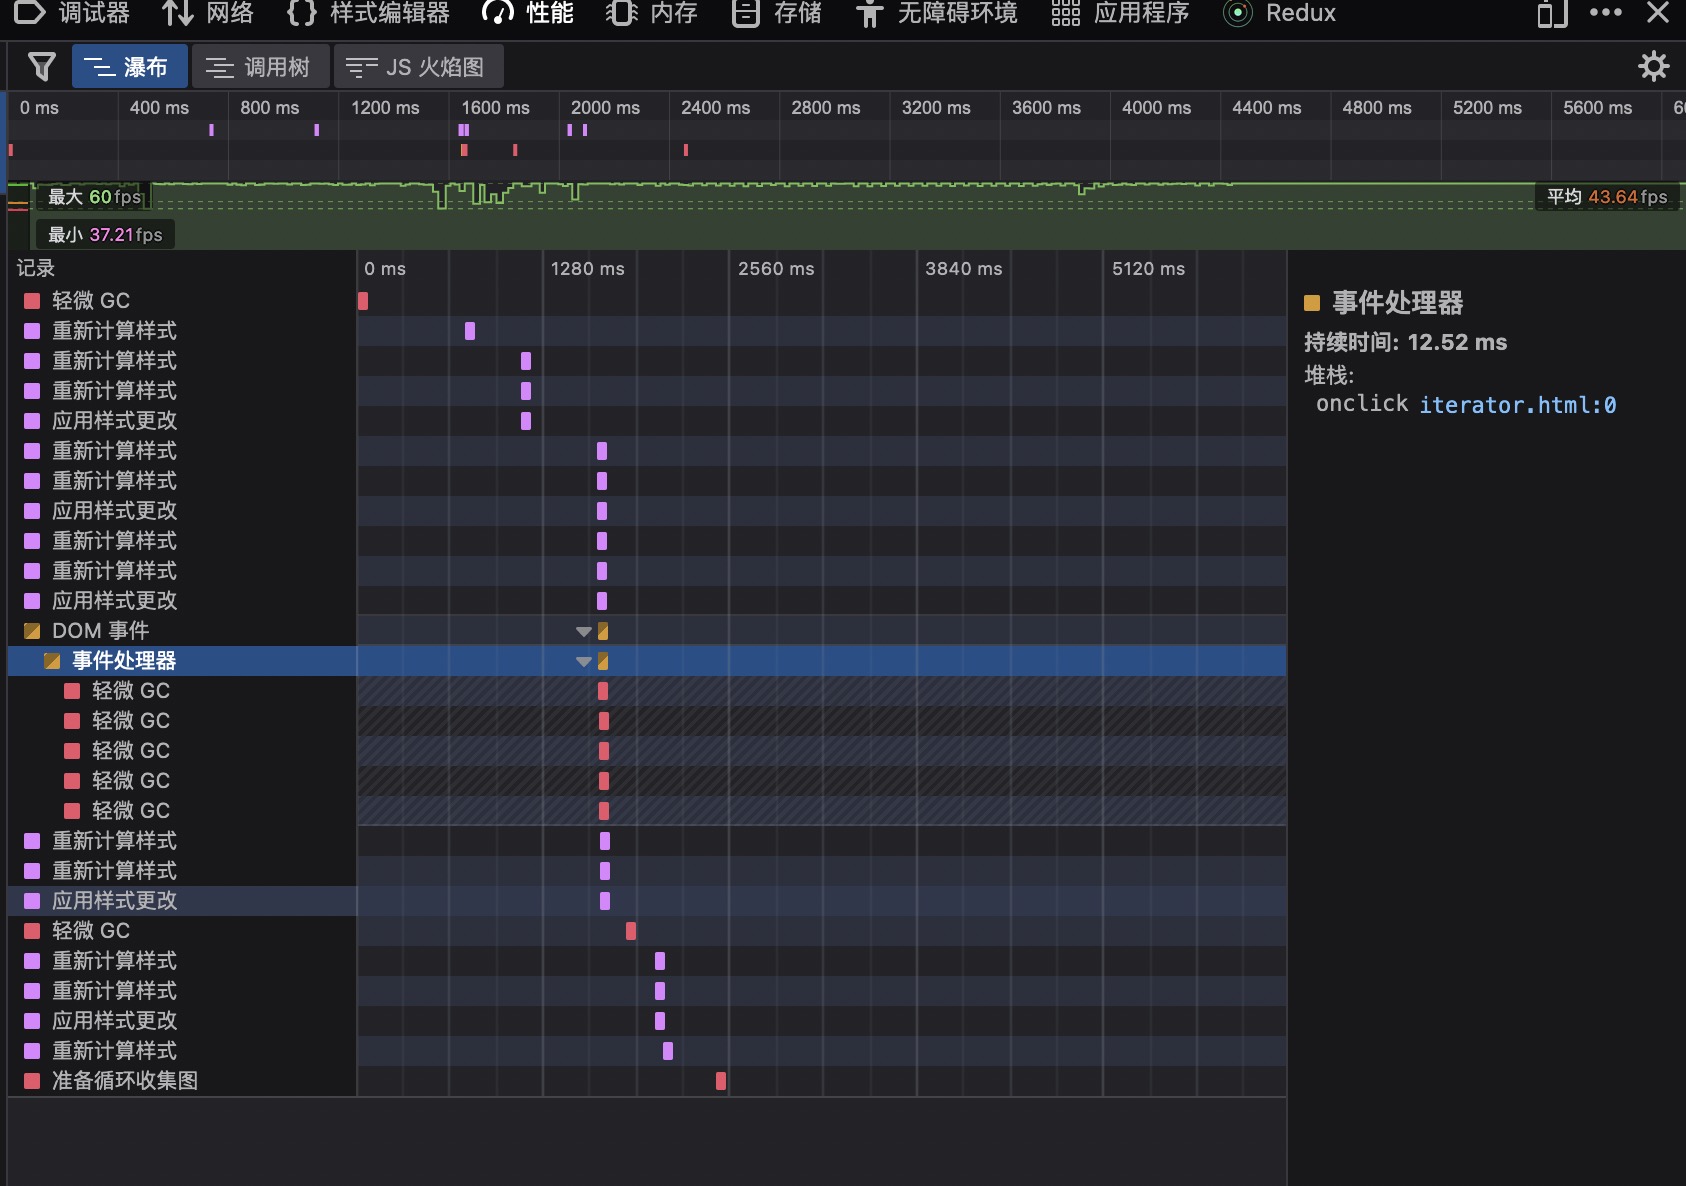 调试器 网络 样式编辑器 性能 内存 存储 无障碍环境 应用程序 Redux
瀑布 调用树 JS 火焰图
0 ms 400 ms 800 ms 1200 ms 1600 ms 2000 ms 2400 ms 2800 ms 3200 ms 3600 ms 4000 ms 4400 ms 4800 ms 5200 ms 5600 ms
最大 60fps
平均 43.64fps
最小 37.21fps
记录 0 ms 1280 ms 2560 ms 3840 ms 5120 ms
轻微 GC
重新计算样式
重新计算样式
重新计算样式
应用样式更改
重新计算样式
重新计算样式
应用样式更改
重新计算样式
重新计算样式
应用样式更改
DOM 事件
事件处理器
轻微 GC
轻微 GC
轻微 GC
轻微 GC
轻微 GC
重新计算样式
重新计算样式
应用样式更改
轻微 GC
重新计算样式
重新计算样式
应用样式更改
重新计算样式
准备循环收集图
事件处理器
持续时间: 12.52 ms
堆栈:
onclick iterator.html:0